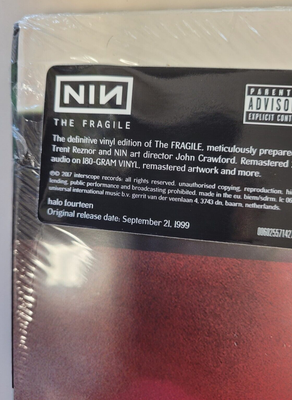 NIN
THE FRAGILE
ADVISOR
EXPLICIT CONT
The definitive vinyl edition of The FRAGILE, meticulously prepare
Trent Reznor and NIN art director John Crawford. Remastered
audio on 180-GRAM VINYL, remastered artwork and more.
℗© 2017 interscope records. all rights reserved. unauthorised copying, reproduction, hi
lending, public performance and broadcasting prohibited. made in the eu. biem/sdrm. lc 06
universal international music b.v. gerrit van der veenlaan 4, 3743 dn, baarn, netherlands.
halo fourteen
Original release date: September 21, 1999